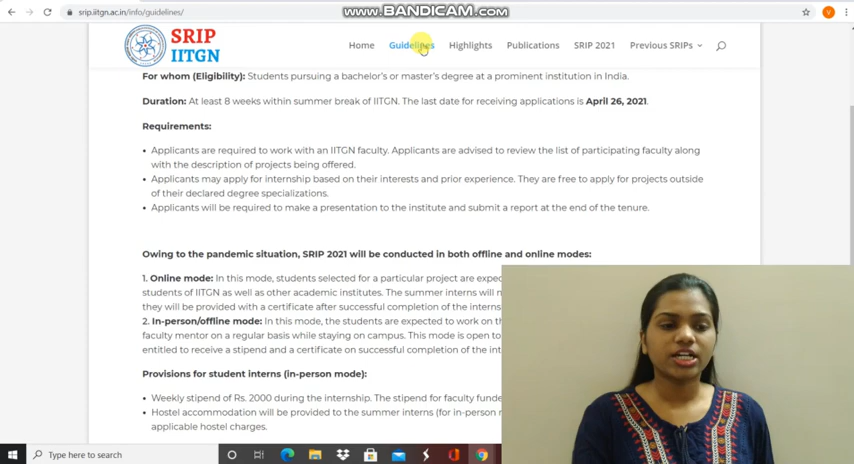 www.BANDICAM.com
srip.iitgn.ac.in/info/guidelines/
V
SRIP
IITGN
Home Guidelines Highlights Publications SRIP 2021 Previous SRIPs
For whom (Eligibility): Students pursuing a bachelor's or master's degree at a prominent institution in India.
Duration: At least 8 weeks within summer break of IITGN. The last date for receiving applications is April 26, 2021.
Requirements:
• Applicants are required to work with an IITGN faculty. Applicants are advised to review the list of participating faculty along
with the description of projects being offered.
• Applicants may apply for internship based on their interests and prior experience. They are free to apply for projects outside
of their declared degree specializations.
• Applicants will be required to make a presentation to the institute and submit a report at the end of the tenure.
Owing to the pandemic situation, SRIP 2021 will be conducted in both offline and online modes:
1. Online mode: In this mode, students selected for a particular project are expec
students of IITGN as well as other academic institutes. The summer interns will n
they will be provided with a certificate after successful completion of the interns
2. In-person/offline mode: In this mode, the students are expected to work on th
faculty mentor on a regular basis while staying on campus. This mode is open to
entitled to receive a stipend and a certificate on successful completion of the int
Provisions for student interns (in-person mode):
• Weekly stipend of Rs. 2000 during the internship. The stipend for faculty funde
• Hostel accommodation will be provided to the summer interns (for in-person m
applicable hostel charges.
Type here to search